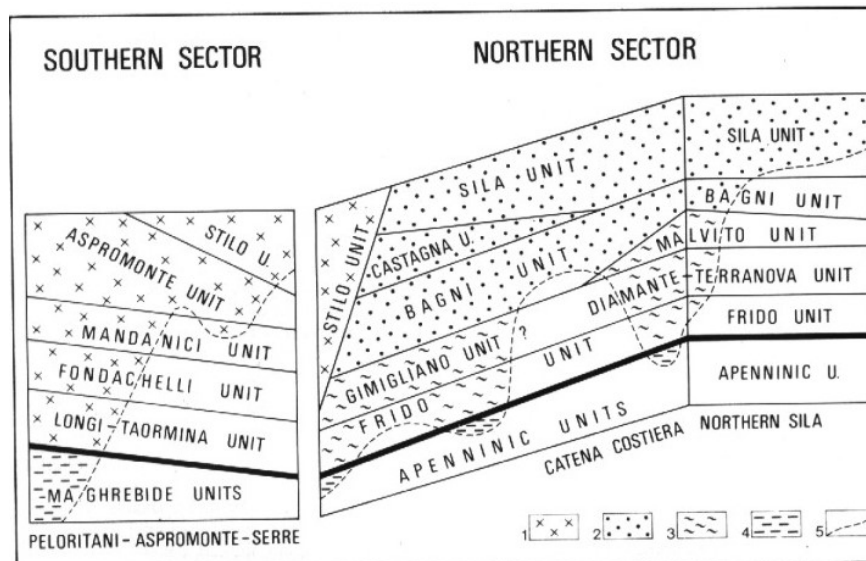 SOUTHERN SECTOR
NORTHERN SECTOR
STILO U.
ASPROMONTE UNIT
MANDANICI UNIT
FONDACHELLI UNIT
LONGI-TAORMINA UNIT
MAGHREBIDE UNITS
PELORITANI-ASPROMONTE-SERRE
STILO UNIT
SILA UNIT
CASTAGNA U.
BAGNI UNIT
GIMIGLIANO UNIT ?
FRIDO UNIT
APENNINIC UNITS
CATENA COSTIERA
SILA UNIT
BAGNI UNIT
MALVITO UNIT
DIAMANTE-TERRANOVA UNIT
FRIDO UNIT
APENNINIC U.
NORTHERN SILA
1 2 3 4 5